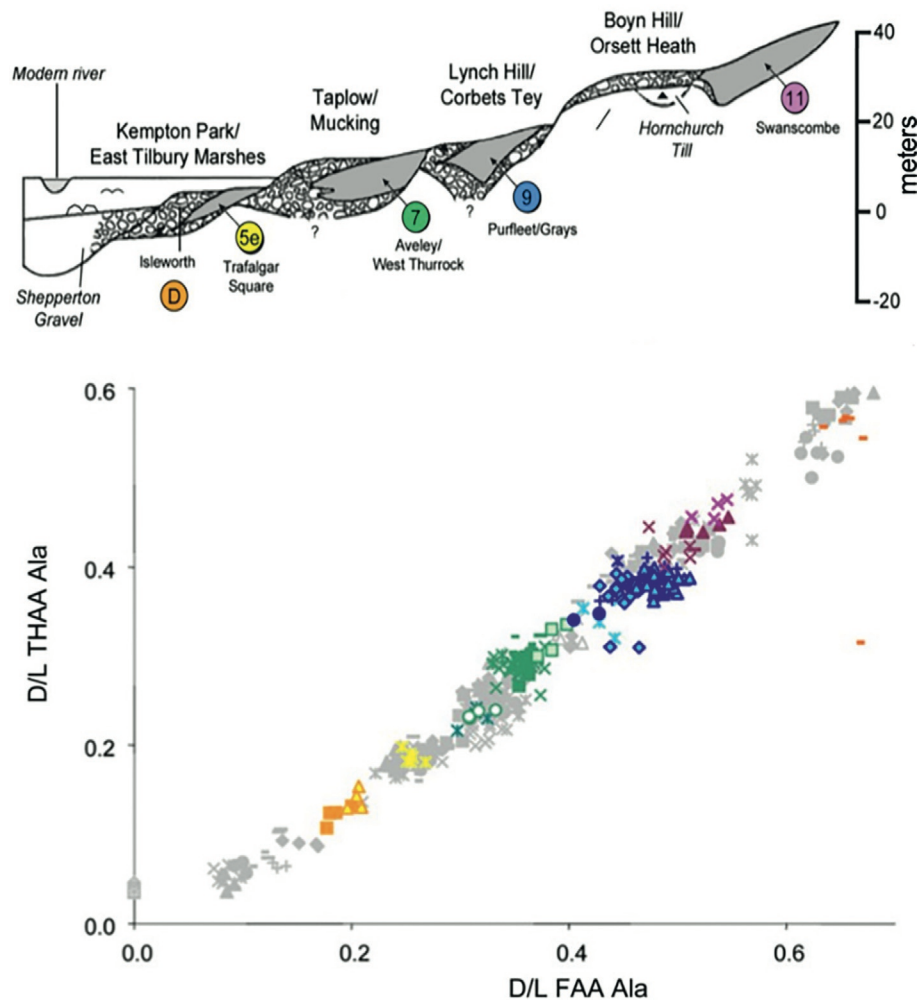 Modern river
Kempton Park/
East Tilbury Marshes
Taplow/
Mucking
Lynch Hill/
Corbets Tey
Boyn Hill/
Orsett Heath
40
20
0
-20
meters
11
Swanscombe
Hornchurch
Till
9
Purfleet/Grays
7
Aveley/
West Thurrock
?
?
5e
Trafalgar
Square
Isleworth
D
Shepperton
Gravel
0.6
0.4
0.2
0.0
D/L THAA Ala
0.0
0.2
0.4
0.6
D/L FAA Ala